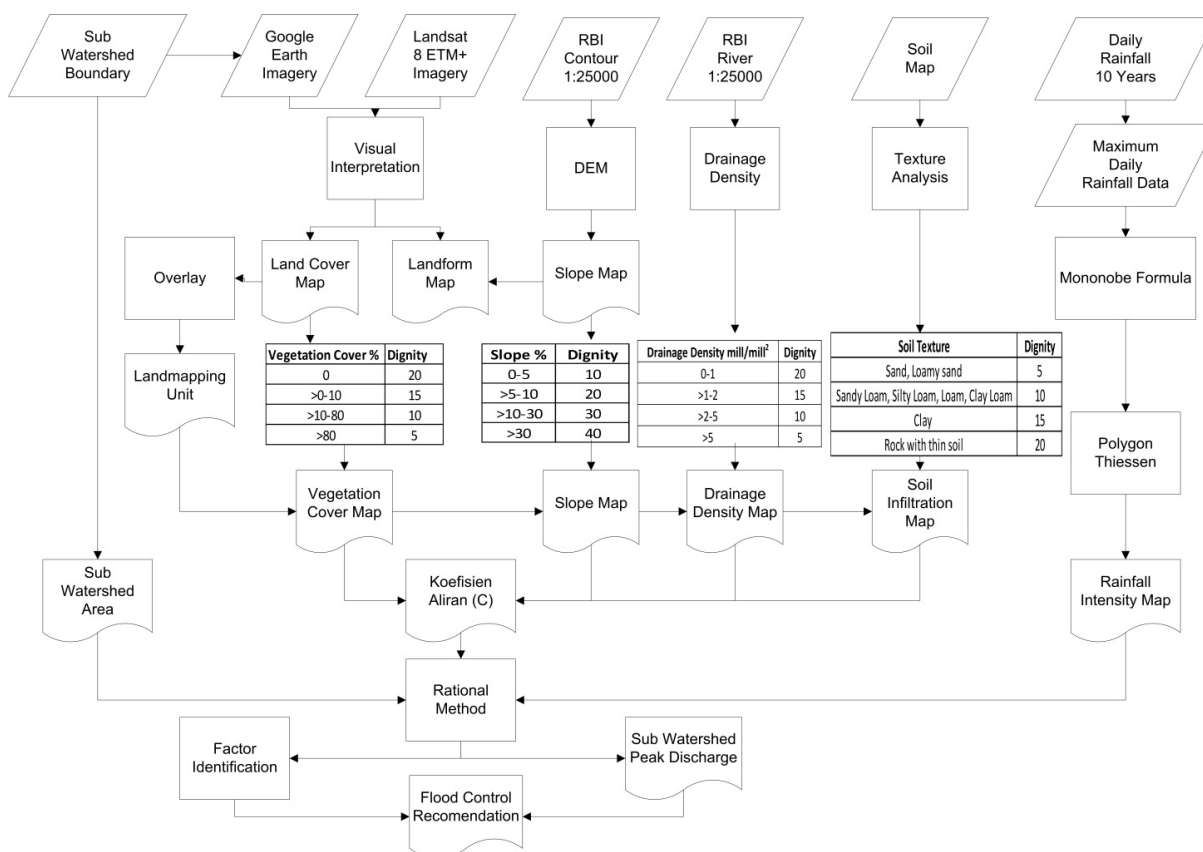 Sub
Watershed
Boundary
Google
Earth
Imagery
Landsat
8 ETM+
Imagery
RBI
Contour
1:25000
RBI
River
1:25000
Soil
Map
Daily
Rainfall
10 Years
Visual
Interpretation
DEM
Drainage
Density
Texture
Analysis
Maximum
Daily
Rainfall Data
Overlay
Land Cover
Map
Landform
Map
Slope Map
Mononobe Formula
Landmapping
Unit
Vegetation Cover % Dignity
0 20
>0-10 15
>10-80 10
>80 5
Slope % Dignity
0-5 10
>5-10 20
>10-30 30
>30 40
Drainage Density mill/mill² Dignity
0-1 20
>1-2 15
>2-5 10
>5 5
Soil Texture Dignity
Sand, Loamy sand 5
Sandy Loam, Silty Loam, Loam, Clay Loam 10
Clay 15
Rock with thin soil 20
Polygon
Thiessen
Vegetation
Cover Map
Slope Map
Drainage
Density Map
Soil
Infiltration
Map
Sub
Watershed
Area
Koefisien
Aliran (C)
Rainfall
Intensity Map
Rational
Method
Factor
Identification
Sub Watershed
Peak Discharge
Flood Control
Recomendation